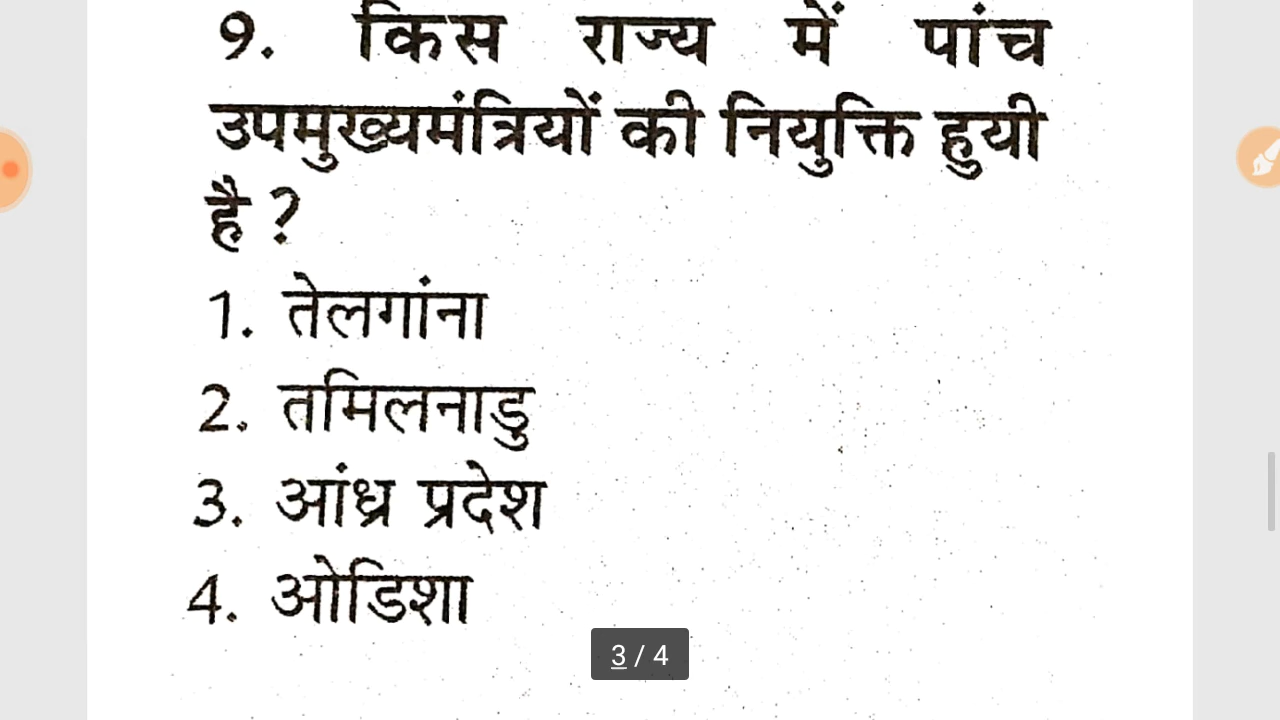 9. किस राज्य में पांच
उपमुख्यमंत्रियों की नियुक्ति हुयी
है ?
1. तेलगांना
2. तमिलनाडु
3. आंध्र प्रदेश
4. ओडिशा
3 / 4